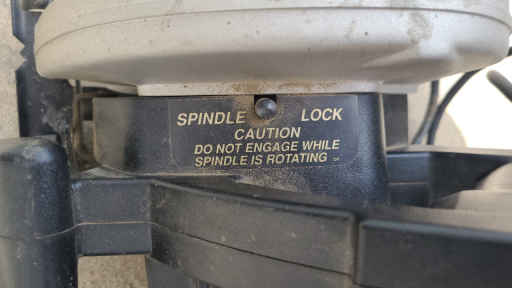 SPINDLE LOCK
CAUTION
DO NOT ENGAGE WHILE
SPINDLE IS ROTATING